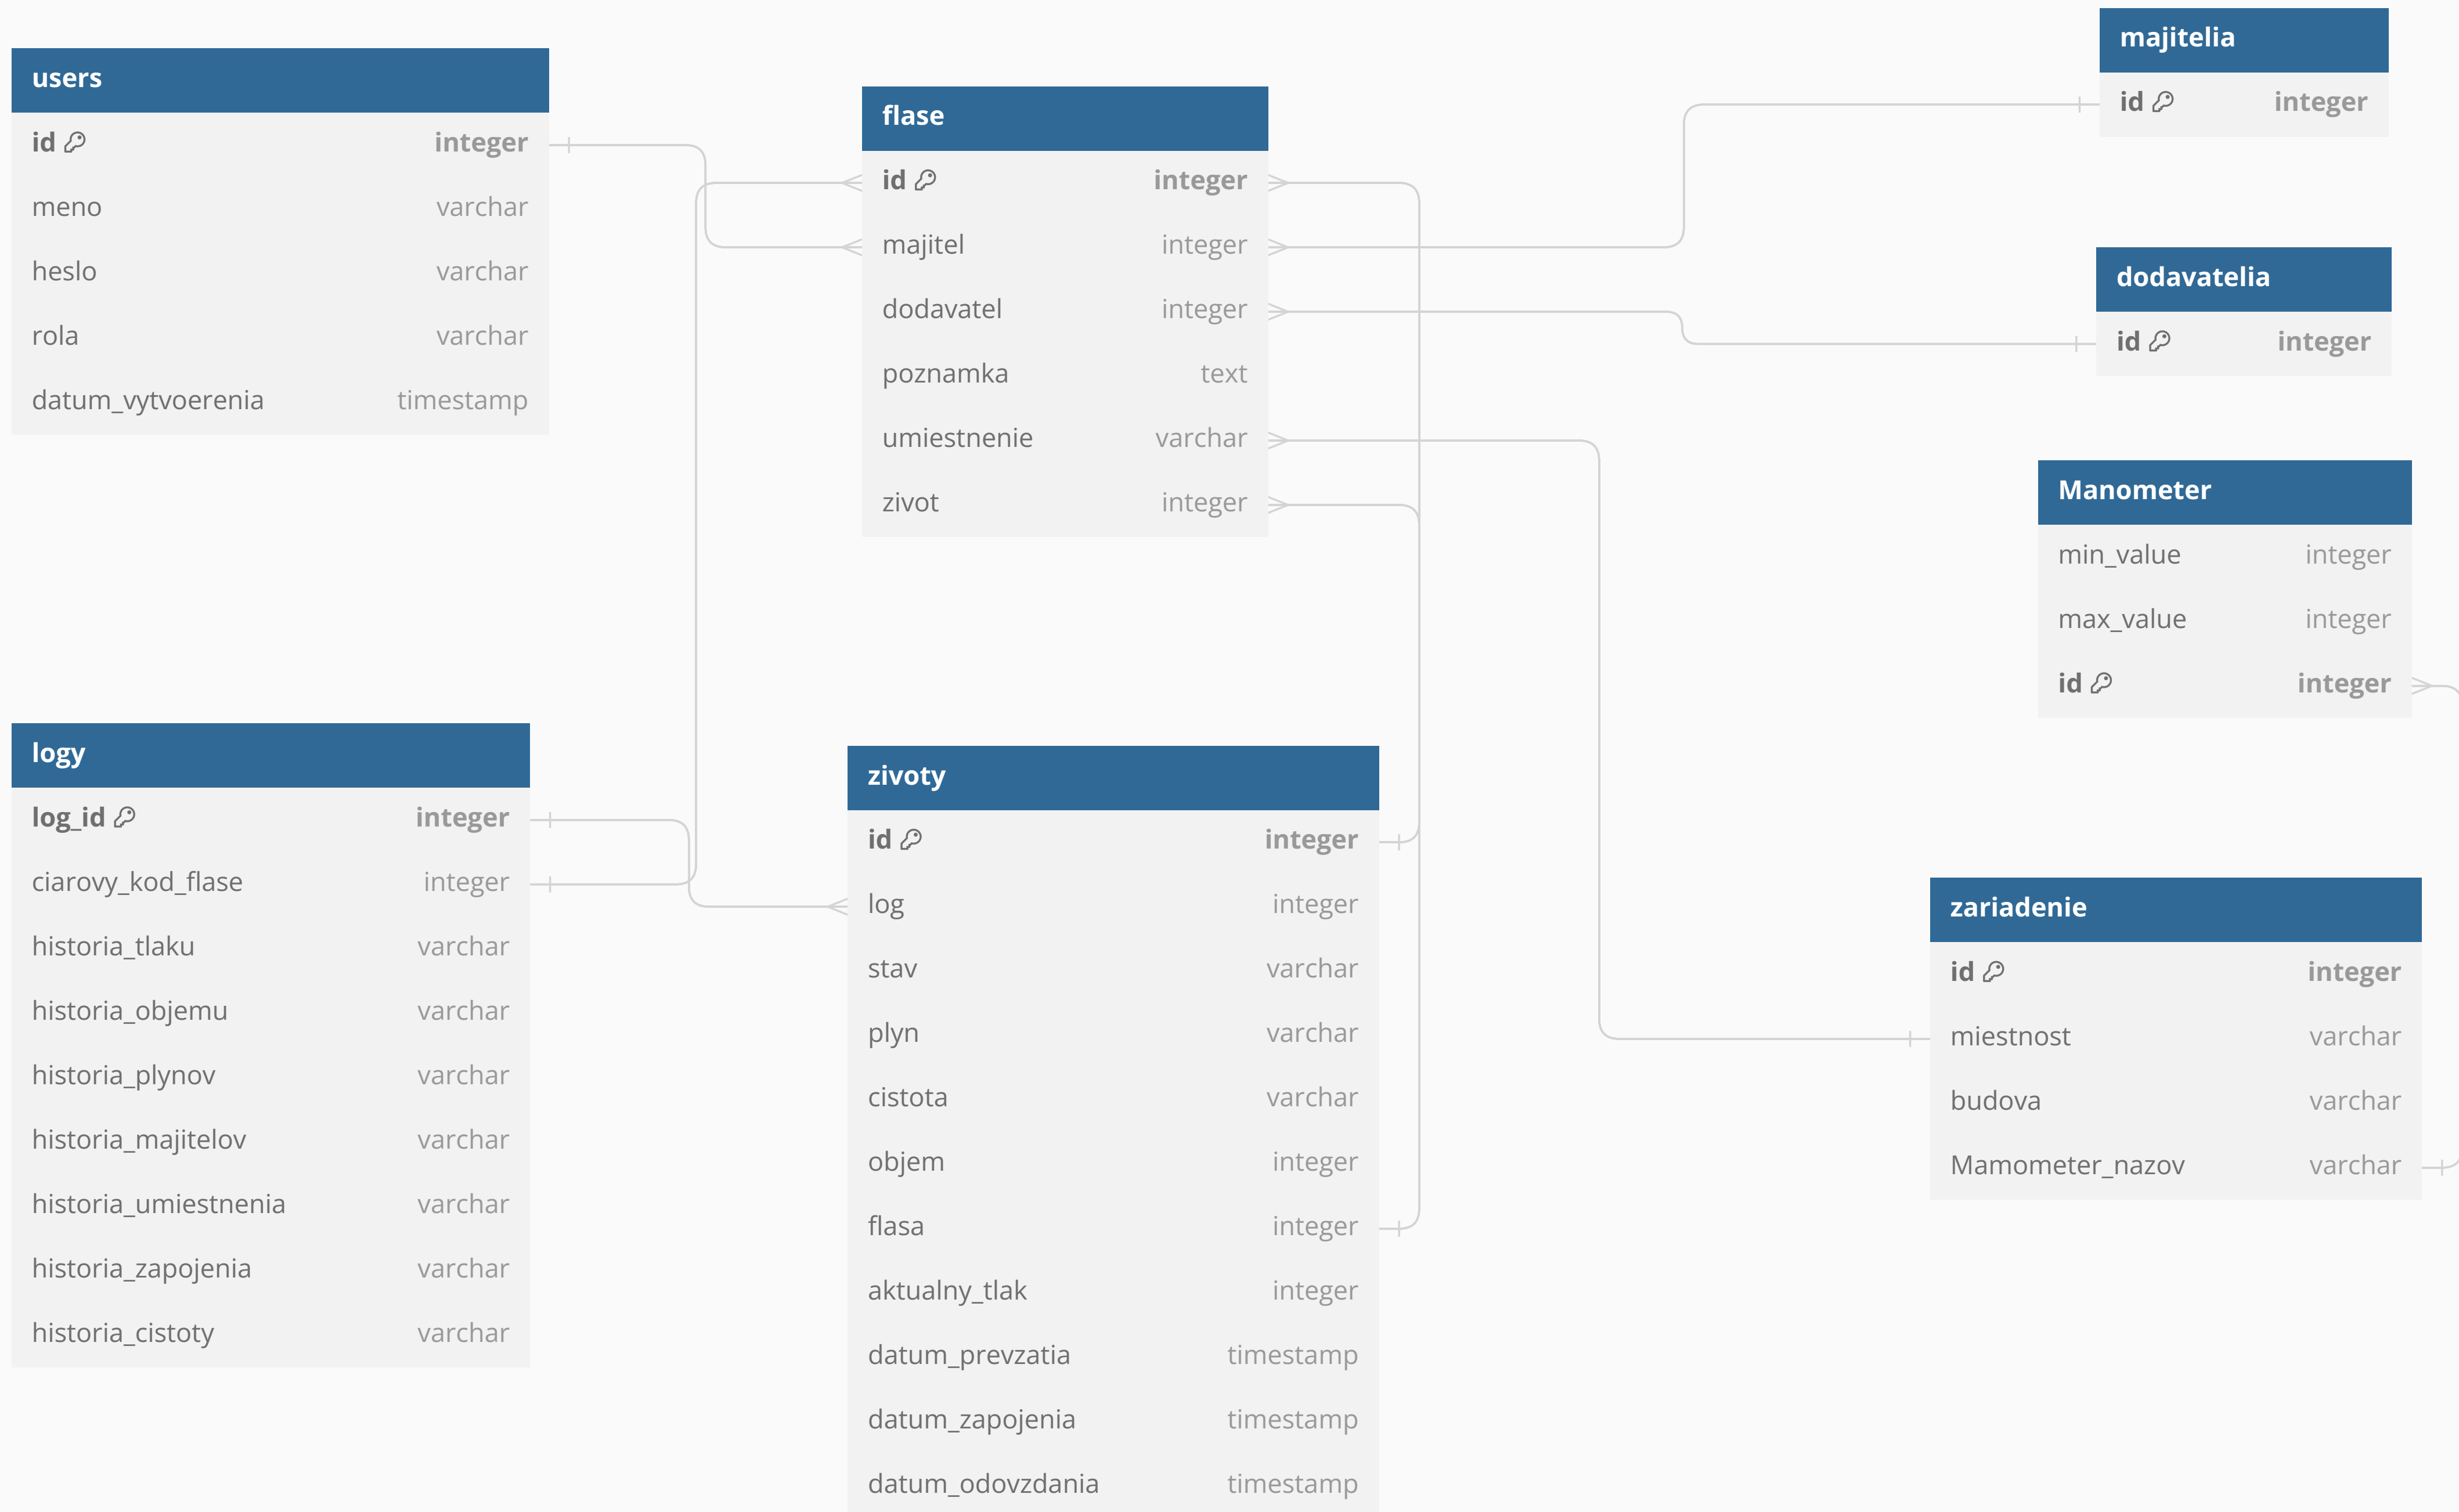 users
id integer
meno varchar
heslo varchar
rola varchar
datum_vytvoerenia timestamp
flase
id integer
majitel integer
dodavatel integer
poznamka text
umiestnenie varchar
zivot integer
majitelia
id integer
dodavatelia
id integer
Manometer
min_value integer
max_value integer
id integer
logy
log_id integer
ciarovy_kod_flase integer
historia_tlaku varchar
historia_objemu varchar
historia_plynov varchar
historia_majitelov varchar
historia_umiestnenia varchar
historia_zapojenia varchar
historia_cistoty varchar
zivoty
id integer
log integer
stav varchar
plyn varchar
cistota varchar
objem integer
flasa integer
aktualny_tlak integer
datum_prevzatia timestamp
datum_zapojenia timestamp
datum_odovzdania timestamp
zariadenie
id integer
miestnost varchar
budova varchar
Mamometer_nazov varchar